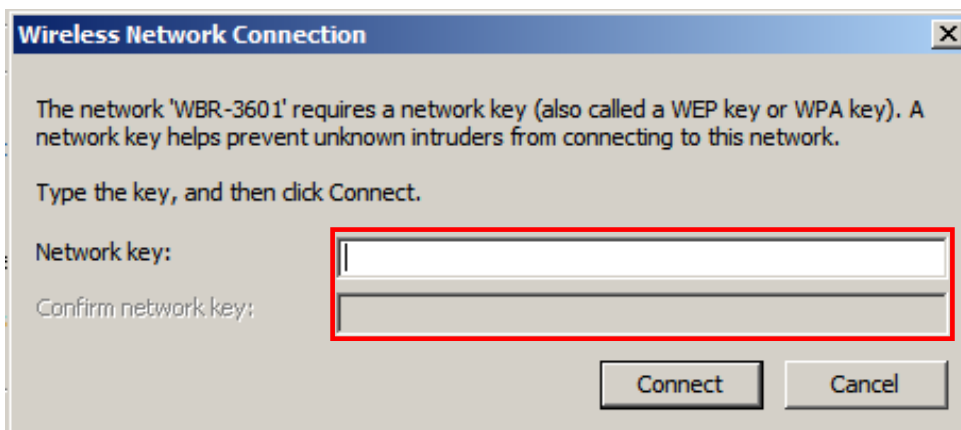 Wireless Network Connection
The network 'WBR-3601' requires a network key (also called a WEP key or WPA key). A
network key helps prevent unknown intruders from connecting to this network.
Type the key, and then click Connect.
Network key:
Confirm network key:
Connect Cancel